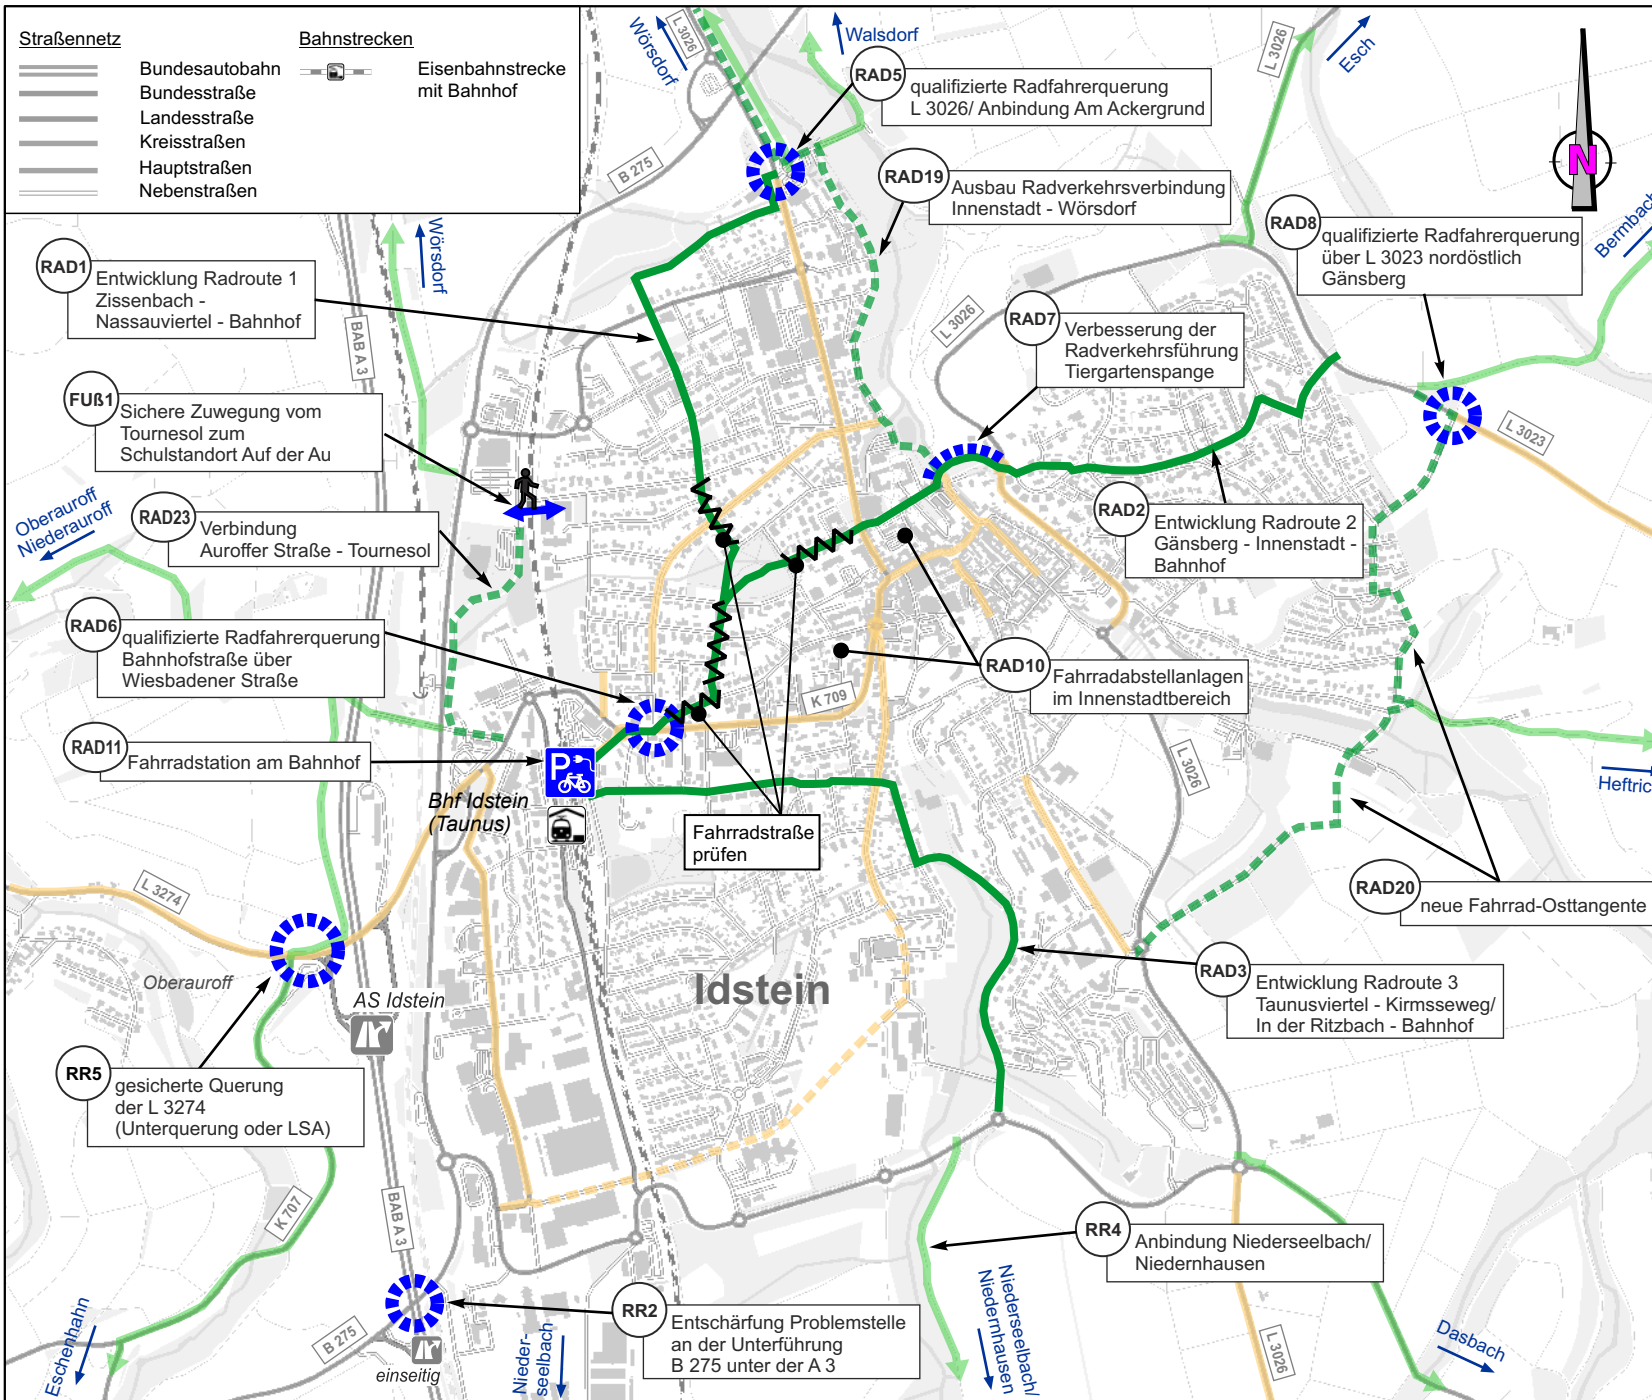 Straßennetz
Bundesautobahn
Bundesstraße
Landesstraße
Kreisstraßen
Hauptstraßen
Nebenstraßen
Bahnstrecken
Eisenbahnstrecke
mit Bahnhof
Wörsdorf
L 3026
Walsdorf
RAD5
qualifizierte Radfahrerquerung
L 3026/ Anbindung Am Ackergrund
L 3026
Esch
N
B 275
RAD19
Ausbau Radverkehrsverbindung
Innenstadt - Wörsdorf
RAD8
qualifizierte Radfahrerquerung
über L 3023 nordöstlich
Gänsberg
Bermbach
Wörsdorf
RAD1
Entwicklung Radroute 1
Zissenbach -
Nassauviertel - Bahnhof
BAB A 3
L 3026
RAD7
Verbesserung der
Radverkehrsführung
Tiergartenspange
FUß1
Sichere Zuwegung vom
Tournesol zum
Schulstandort Auf der Au
L 3023
Oberauroff
Niederauroff
RAD23
Verbindung
Auroffer Straße - Tournesol
RAD2
Entwicklung Radroute 2
Gänsberg - Innenstadt -
Bahnhof
RAD6
qualifizierte Radfahrerquerung
Bahnhofstraße über
Wiesbadener Straße
RAD10
Fahrradabstellanlagen
im Innenstadtbereich
K 709
RAD11
Fahrradstation am Bahnhof
P
Bhf Idstein
(Taunus)
L 3026
Heftric
Fahrradstraße
prüfen
L 3274
RAD20
neue Fahrrad-Osttangente
Oberauroff
AS Idstein
Idstein
RAD3
Entwicklung Radroute 3
Taunusviertel - Kirmsseweg/
In der Ritzbach - Bahnhof
RR5
gesicherte Querung
der L 3274
(Unterquerung oder LSA)
K 707
BAB A 3
RR4
Anbindung Niederseelbach/
Niedernhausen
RR2
Entschärfung Problemstelle
an der Unterführung
B 275 unter der A 3
Eschenhahn
B 275
einseitig
Nieder-
seelbach
Niederseelbach/
Niedernhausen
L 3026
Dasbach